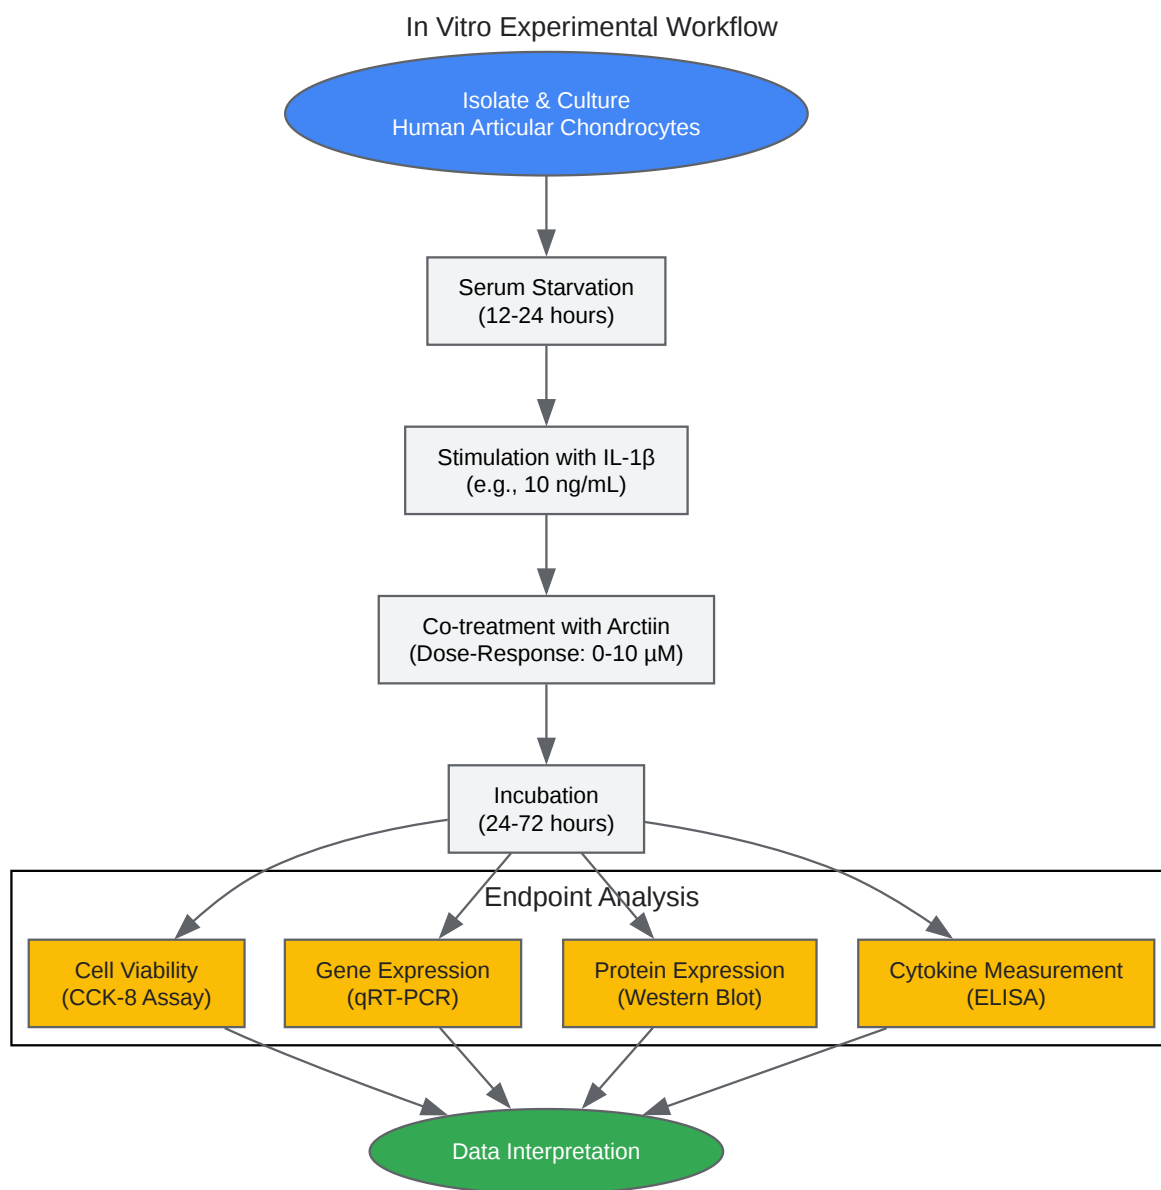 In Vitro Experimental Workflow
Isolate & Culture
Human Articular Chondrocytes
Serum Starvation
(12-24 hours)
Stimulation with IL-1β
(e.g., 10 ng/mL)
Co-treatment with Arctiin
(Dose-Response: 0-10 µM)
Incubation
(24-72 hours)
Endpoint Analysis
Cell Viability
(CCK-8 Assay)
Gene Expression
(qRT-PCR)
Protein Expression
(Western Blot)
Cytokine Measurement
(ELISA)
Data Interpretation